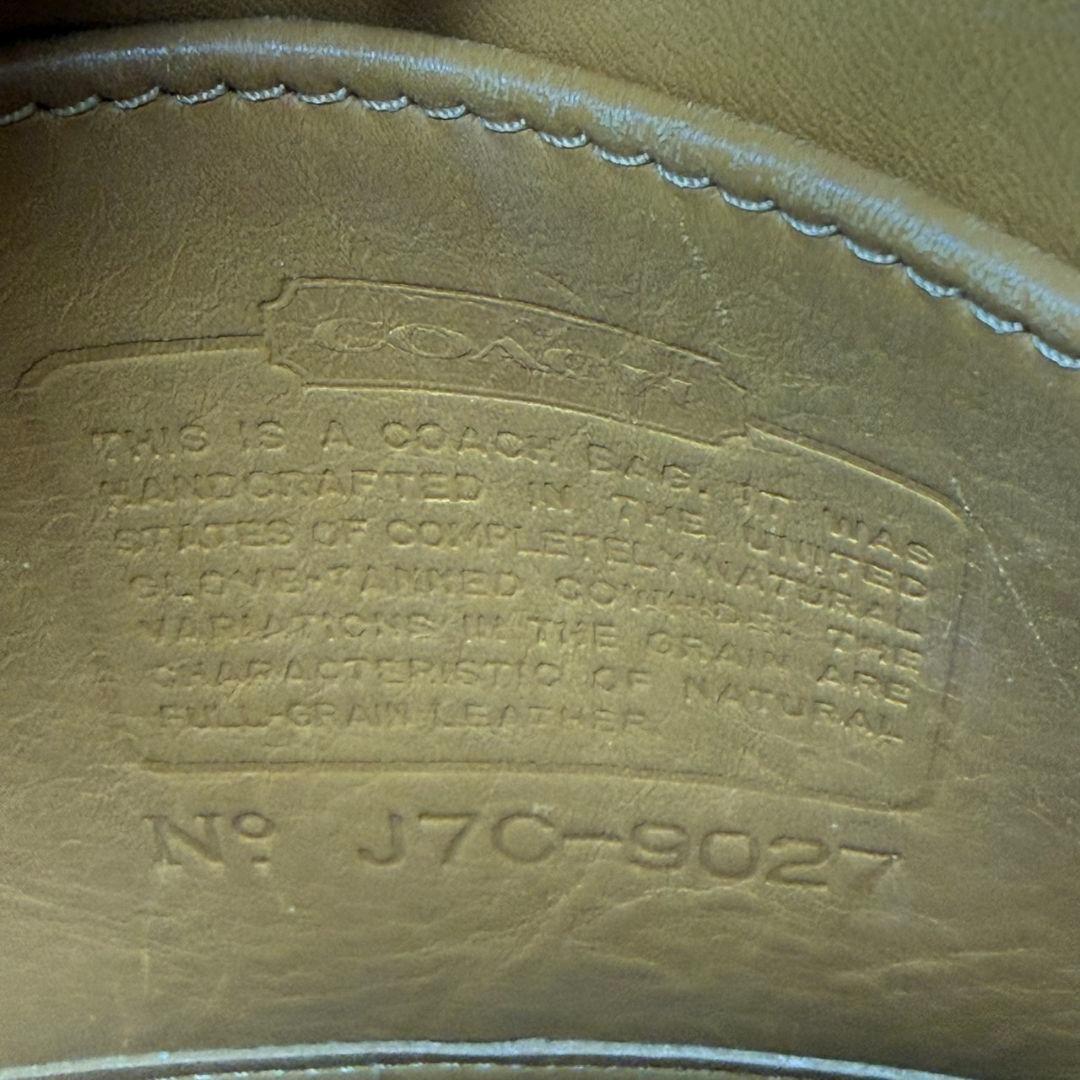 COACH
THIS IS A COACH BAG. IT WAS
HANDCRAFTED IN THE UNITED
STATES OF COMPLETELY NATURAL
GLOVE-TANNED COWHIDE. THE
VARIATIONS IN THE GRAIN ARE
CHARACTERISTIC OF NATURAL
FULL-GRAIN LEATHER
Nº J7C-9027